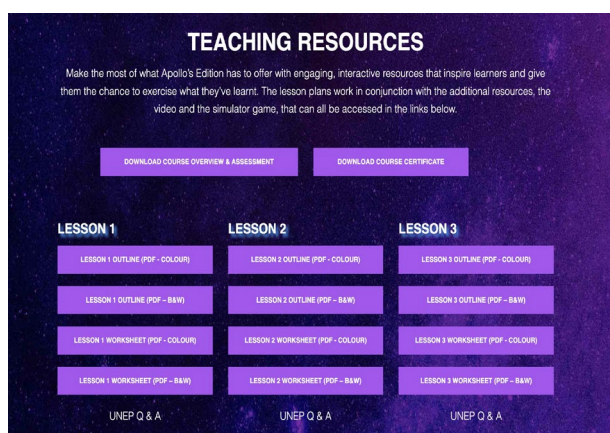 TEACHING RESOURCES
Make the most of what Apollo's Edition has to offer with engaging, interactive resources that inspire learners and give
them the chance to exercise what they've learnt. The lesson plans work in conjunction with the additional resources, the
video and the simulator game, that can all be accessed in the links below.
DOWNLOAD COURSE OVERVIEW & ASSESSMENT
DOWNLOAD COURSE CERTIFICATE
LESSON 1
LESSON 1 OUTLINE (PDF - COLOUR)
LESSON 1 OUTLINE (PDF – B&W)
LESSON 1 WORKSHEET (PDF - COLOUR)
LESSON 1 WORKSHEET (PDF – B&W)
UNEP Q & A
LESSON 2
LESSON 2 OUTLINE (PDF - COLOUR)
LESSON 2 OUTLINE (PDF – B&W)
LESSON 2 WORKSHEET (PDF - COLOUR)
LESSON 2 WORKSHEET (PDF – B&W)
UNEP Q & A
LESSON 3
LESSON 3 OUTLINE (PDF - COLOUR)
LESSON 3 OUTLINE (PDF – B&W)
LESSON 3 WORKSHEET (PDF - COLOUR)
LESSON 3 WORKSHEET (PDF – B&W)
UNEP Q & A